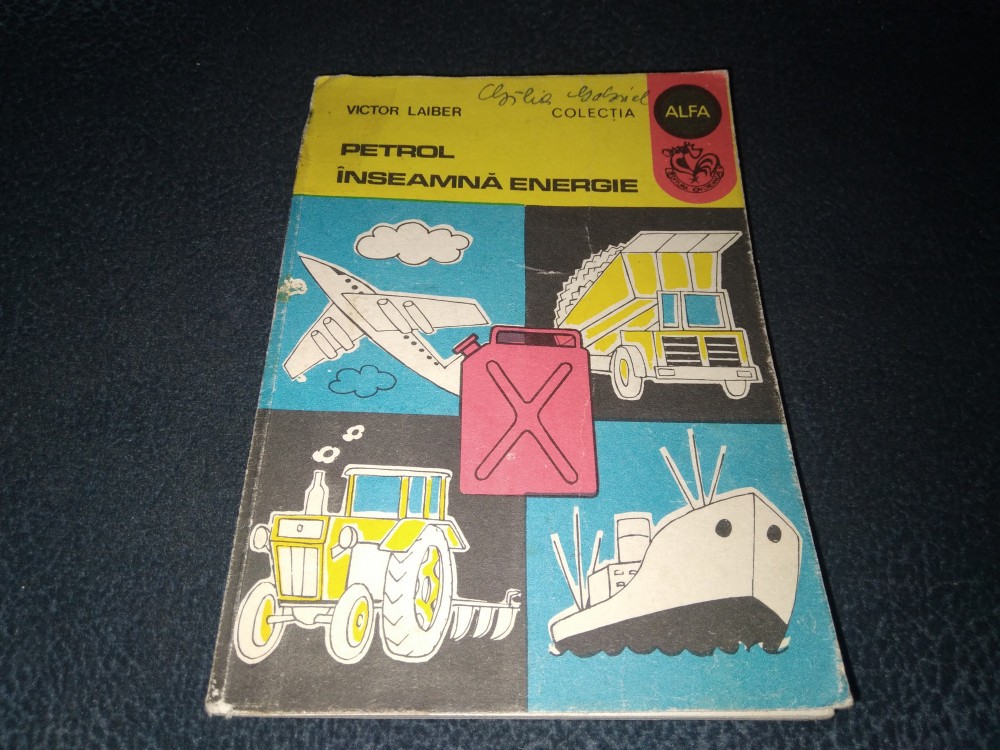 VICTOR LAIBER
COLECȚIA
ALFA
PETROL
ÎNSEAMNĂ ENERGIE